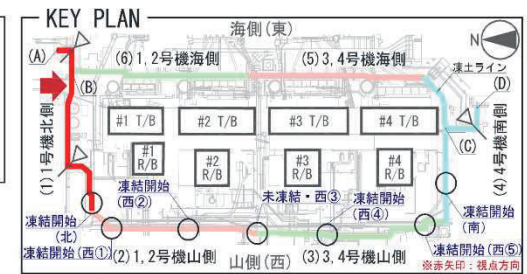 KEY PLAN
海側(東)
N
(A)
(6)1,2号機海側
(5)3,4号機海側
凍土ライン
(D)
(B)
(1)1号機北側
#1 T/B
#2 T/B
#3 T/B
#4 T/B
(C)
(4)4号機南側
#1
R/B
#2
R/B
#3
R/B
#4
R/B
凍結開始
(西②)
未凍結・西③
凍結開始
(西④)
凍結開始
(南)
凍結開始
(北)
凍結開始(西①)
(2)1,2号機山側
山側(西)
(3)3,4号機山側
凍結開始(西⑤)
※赤矢印:視点方向